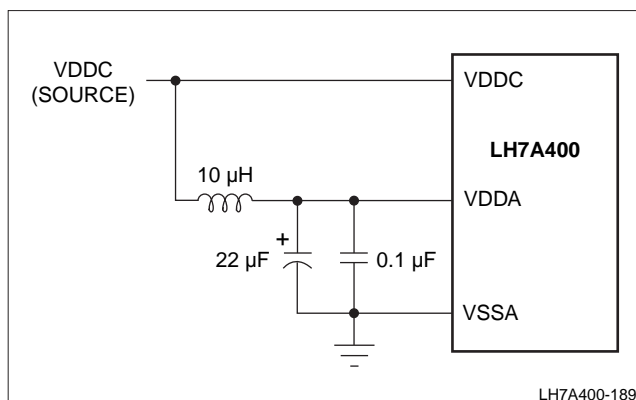 VDDC
(SOURCE)
VDDC
LH7A400
10 µH
VDDA
+
22 µF
0.1 µF
VSSA
LH7A400-189